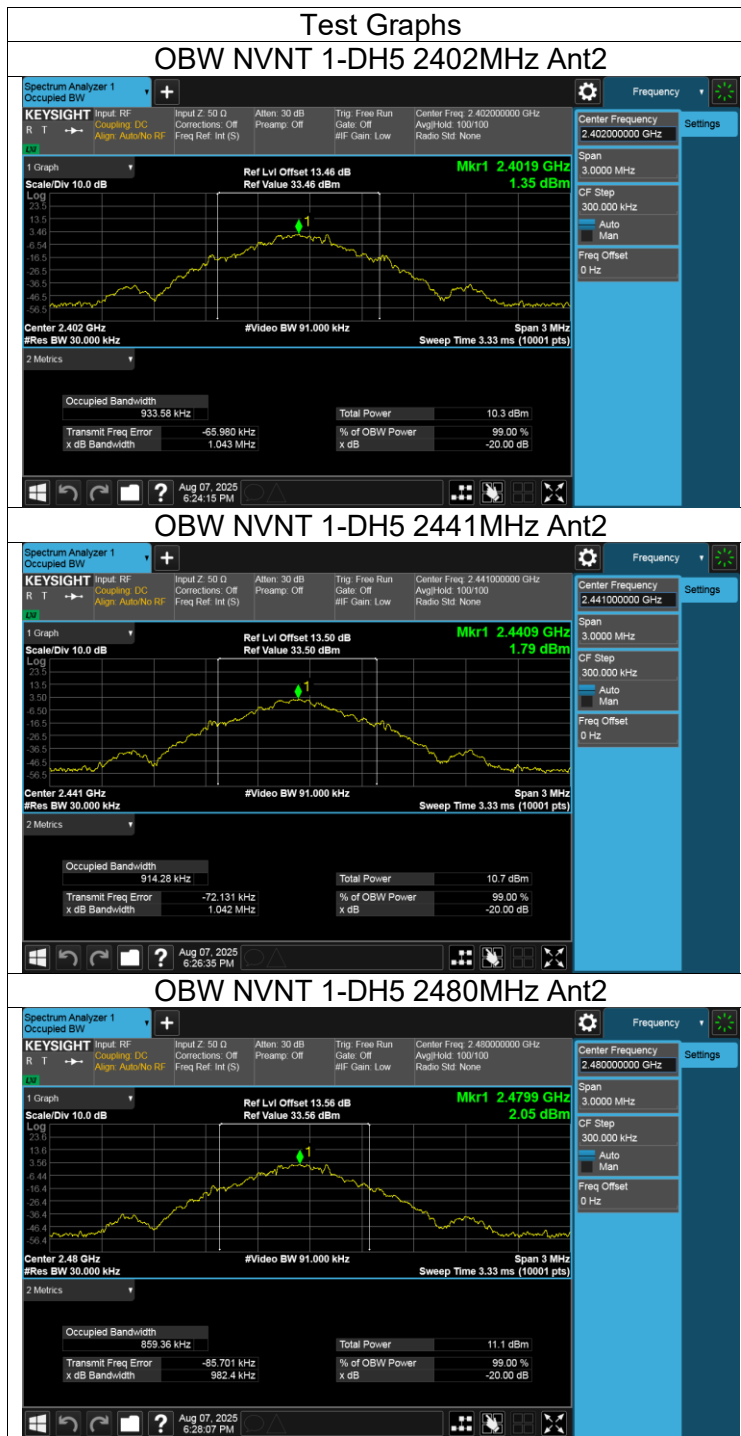 Test Graphs
OBW NVNT 1-DH5 2402MHz Ant2
Spectrum Analyzer 1
Occupied BW
Frequency
KEYSIGHT Input: RF Input Z: 50 Ω Atten: 30 dB Trig: Free Run Center Freq: 2.402000000 GHz
R T Coupling: DC Corrections: Off Preamp: Off Gate: Off Avg|Hold: 100/100
Align: Auto/No RF Freq Ref: Int (S) #IF Gain: Low Radio Std: None
LXI
Center Frequency
2.402000000 GHz
Settings
Span
3.0000 MHz
CF Step
300.000 kHz
Auto
Man
Freq Offset
0 Hz
1 Graph Ref Lvl Offset 13.46 dB Mkr1 2.4019 GHz
Scale/Div 10.0 dB Ref Value 33.46 dBm 1.35 dBm
Log
23.5
13.5
3.46
-6.54
-16.5
-26.5
-36.5
-46.5
-56.5
1
Center 2.402 GHz #Video BW 91.000 kHz Span 3 MHz
#Res BW 30.000 kHz Sweep Time 3.33 ms (10001 pts)
2 Metrics
Occupied Bandwidth
933.58 kHz Total Power 10.3 dBm
Transmit Freq Error -65.980 kHz % of OBW Power 99.00 %
x dB Bandwidth 1.043 MHz x dB -20.00 dB
? Aug 07, 2025
6:24:15 PM
OBW NVNT 1-DH5 2441MHz Ant2
Spectrum Analyzer 1
Occupied BW
Frequency
KEYSIGHT Input: RF Input Z: 50 Ω Atten: 30 dB Trig: Free Run Center Freq: 2.441000000 GHz
R T Coupling: DC Corrections: Off Preamp: Off Gate: Off Avg|Hold: 100/100
Align: Auto/No RF Freq Ref: Int (S) #IF Gain: Low Radio Std: None
LXI
Center Frequency
2.441000000 GHz
Settings
Span
3.0000 MHz
CF Step
300.000 kHz
Auto
Man
Freq Offset
0 Hz
1 Graph Ref Lvl Offset 13.50 dB Mkr1 2.4409 GHz
Scale/Div 10.0 dB Ref Value 33.50 dBm 1.79 dBm
Log
23.5
13.5
3.50
-6.50
-16.5
-26.5
-36.5
-46.5
-56.5
1
Center 2.441 GHz #Video BW 91.000 kHz Span 3 MHz
#Res BW 30.000 kHz Sweep Time 3.33 ms (10001 pts)
2 Metrics
Occupied Bandwidth
914.28 kHz Total Power 10.7 dBm
Transmit Freq Error -72.131 kHz % of OBW Power 99.00 %
x dB Bandwidth 1.042 MHz x dB -20.00 dB
? Aug 07, 2025
6:26:35 PM
OBW NVNT 1-DH5 2480MHz Ant2
Spectrum Analyzer 1
Occupied BW
Frequency
KEYSIGHT Input: RF Input Z: 50 Ω Atten: 30 dB Trig: Free Run Center Freq: 2.480000000 GHz
R T Coupling: DC Corrections: Off Preamp: Off Gate: Off Avg|Hold: 100/100
Align: Auto/No RF Freq Ref: Int (S) #IF Gain: Low Radio Std: None
LXI
Center Frequency
2.480000000 GHz
Settings
Span
3.0000 MHz
CF Step
300.000 kHz
Auto
Man
Freq Offset
0 Hz
1 Graph Ref Lvl Offset 13.56 dB Mkr1 2.4799 GHz
Scale/Div 10.0 dB Ref Value 33.56 dBm 2.05 dBm
Log
23.6
13.6
3.56
-6.44
-16.4
-26.4
-36.4
-46.4
-56.4
1
Center 2.48 GHz #Video BW 91.000 kHz Span 3 MHz
#Res BW 30.000 kHz Sweep Time 3.33 ms (10001 pts)
2 Metrics
Occupied Bandwidth
859.36 kHz Total Power 11.1 dBm
Transmit Freq Error -85.701 kHz % of OBW Power 99.00 %
x dB Bandwidth 982.4 kHz x dB -20.00 dB
? Aug 07, 2025
6:28:07 PM